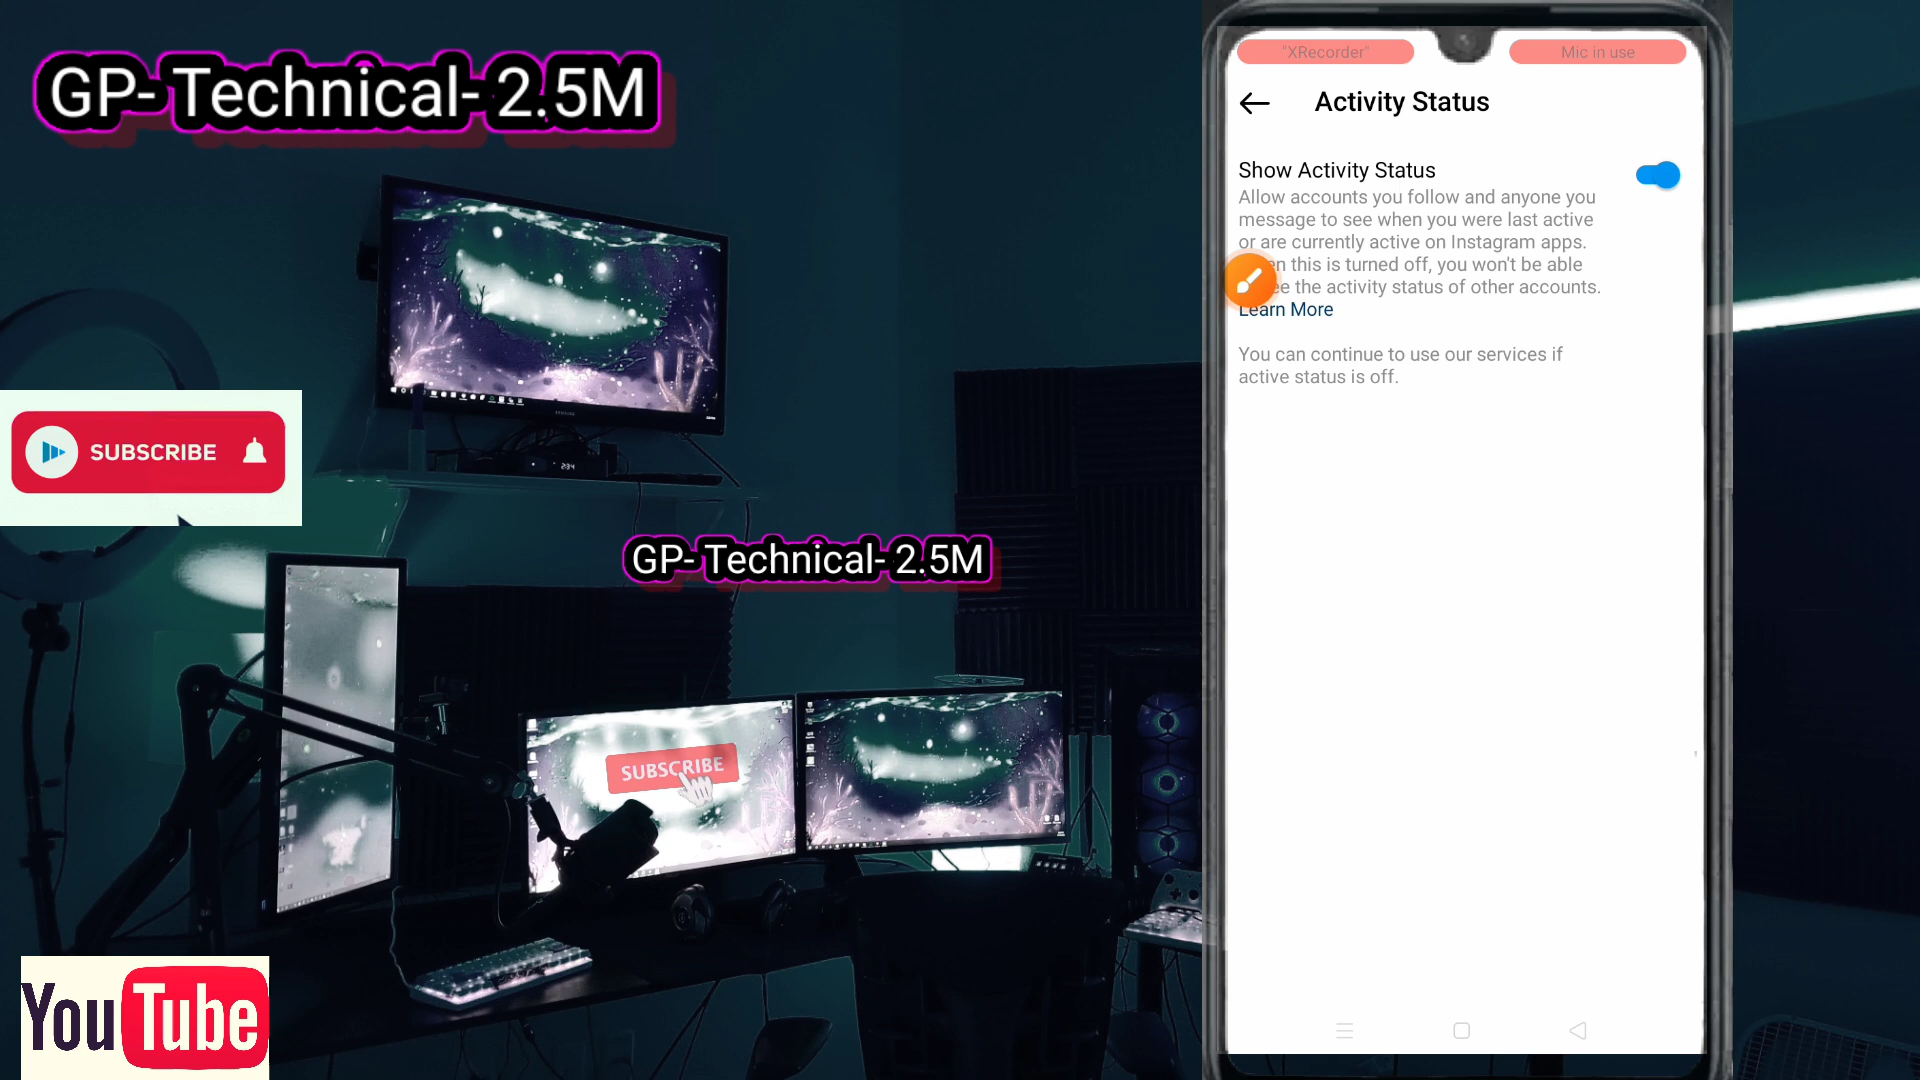 GP- Technical- 2.5M
"XRecorder"
Mic in use
Activity Status
Show Activity Status
Allow accounts you follow and anyone you
message to see when you were last active
or are currently active on Instagram apps.
n this is turned off, you won't be able
ee the activity status of other accounts.
Learn More
You can continue to use our services if
active status is off.
SUBSCRIBE
GP- Technical- 2.5M
SUBSCRIBE
YouTube